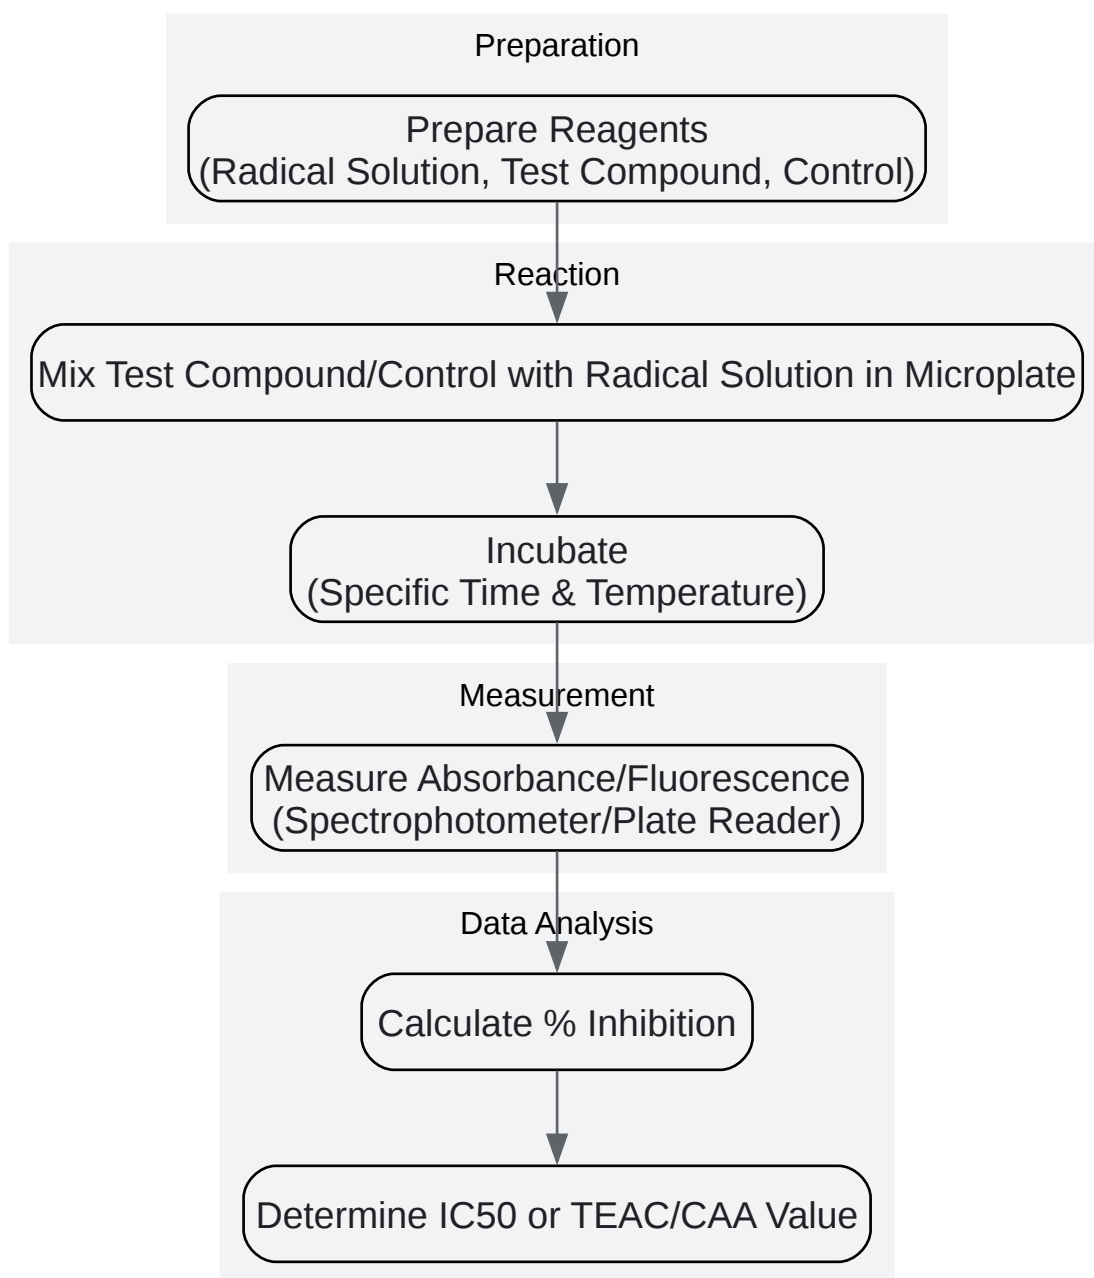 Preparation
Prepare Reagents
(Radical Solution, Test Compound, Control)
Reaction
Mix Test Compound/Control with Radical Solution in Microplate
Incubate
(Specific Time & Temperature)
Measurement
Measure Absorbance/Fluorescence
(Spectrophotometer/Plate Reader)
Data Analysis
Calculate % Inhibition
Determine IC50 or TEAC/CAA Value